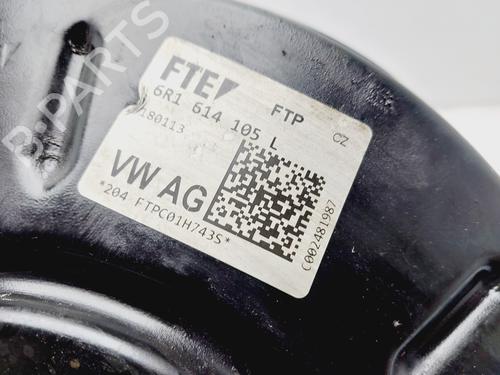 FTE
FTP
CZ
6R1 614 105 L
180113
VW AG
*204 FTPC01H743S*
C002481987
B-PARTS